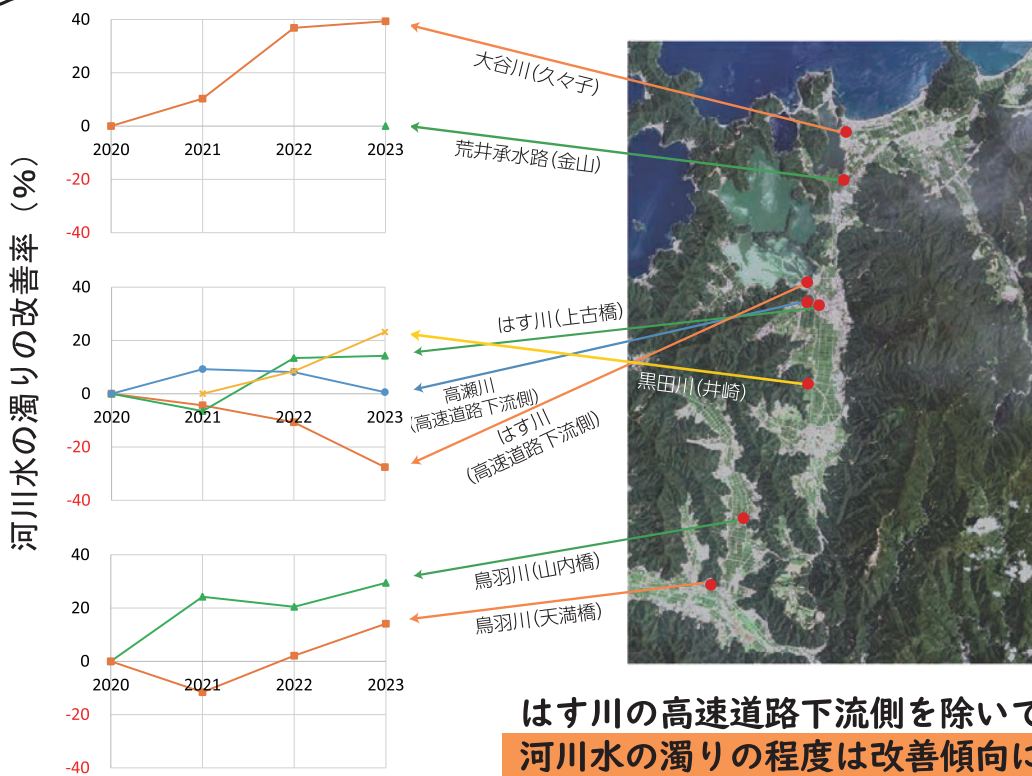 河川水の濁りの改善率（％）
40
20
0
-20
-40
2020
2021
2022
2023
大谷川(久々子)
荒井承水路(金山)
40
20
0
-20
-40
2020
2021
2022
2023
はす川(上古橋)
高瀬川
(高速道路下流側)
はす川
(高速道路下流側)
黒田川(井崎)
40
20
0
-20
-40
2020
2021
2022
2023
鳥羽川(山内橋)
鳥羽川(天満橋)
はす川の高速道路下流側を除いて
河川水の濁りの程度は改善傾向に